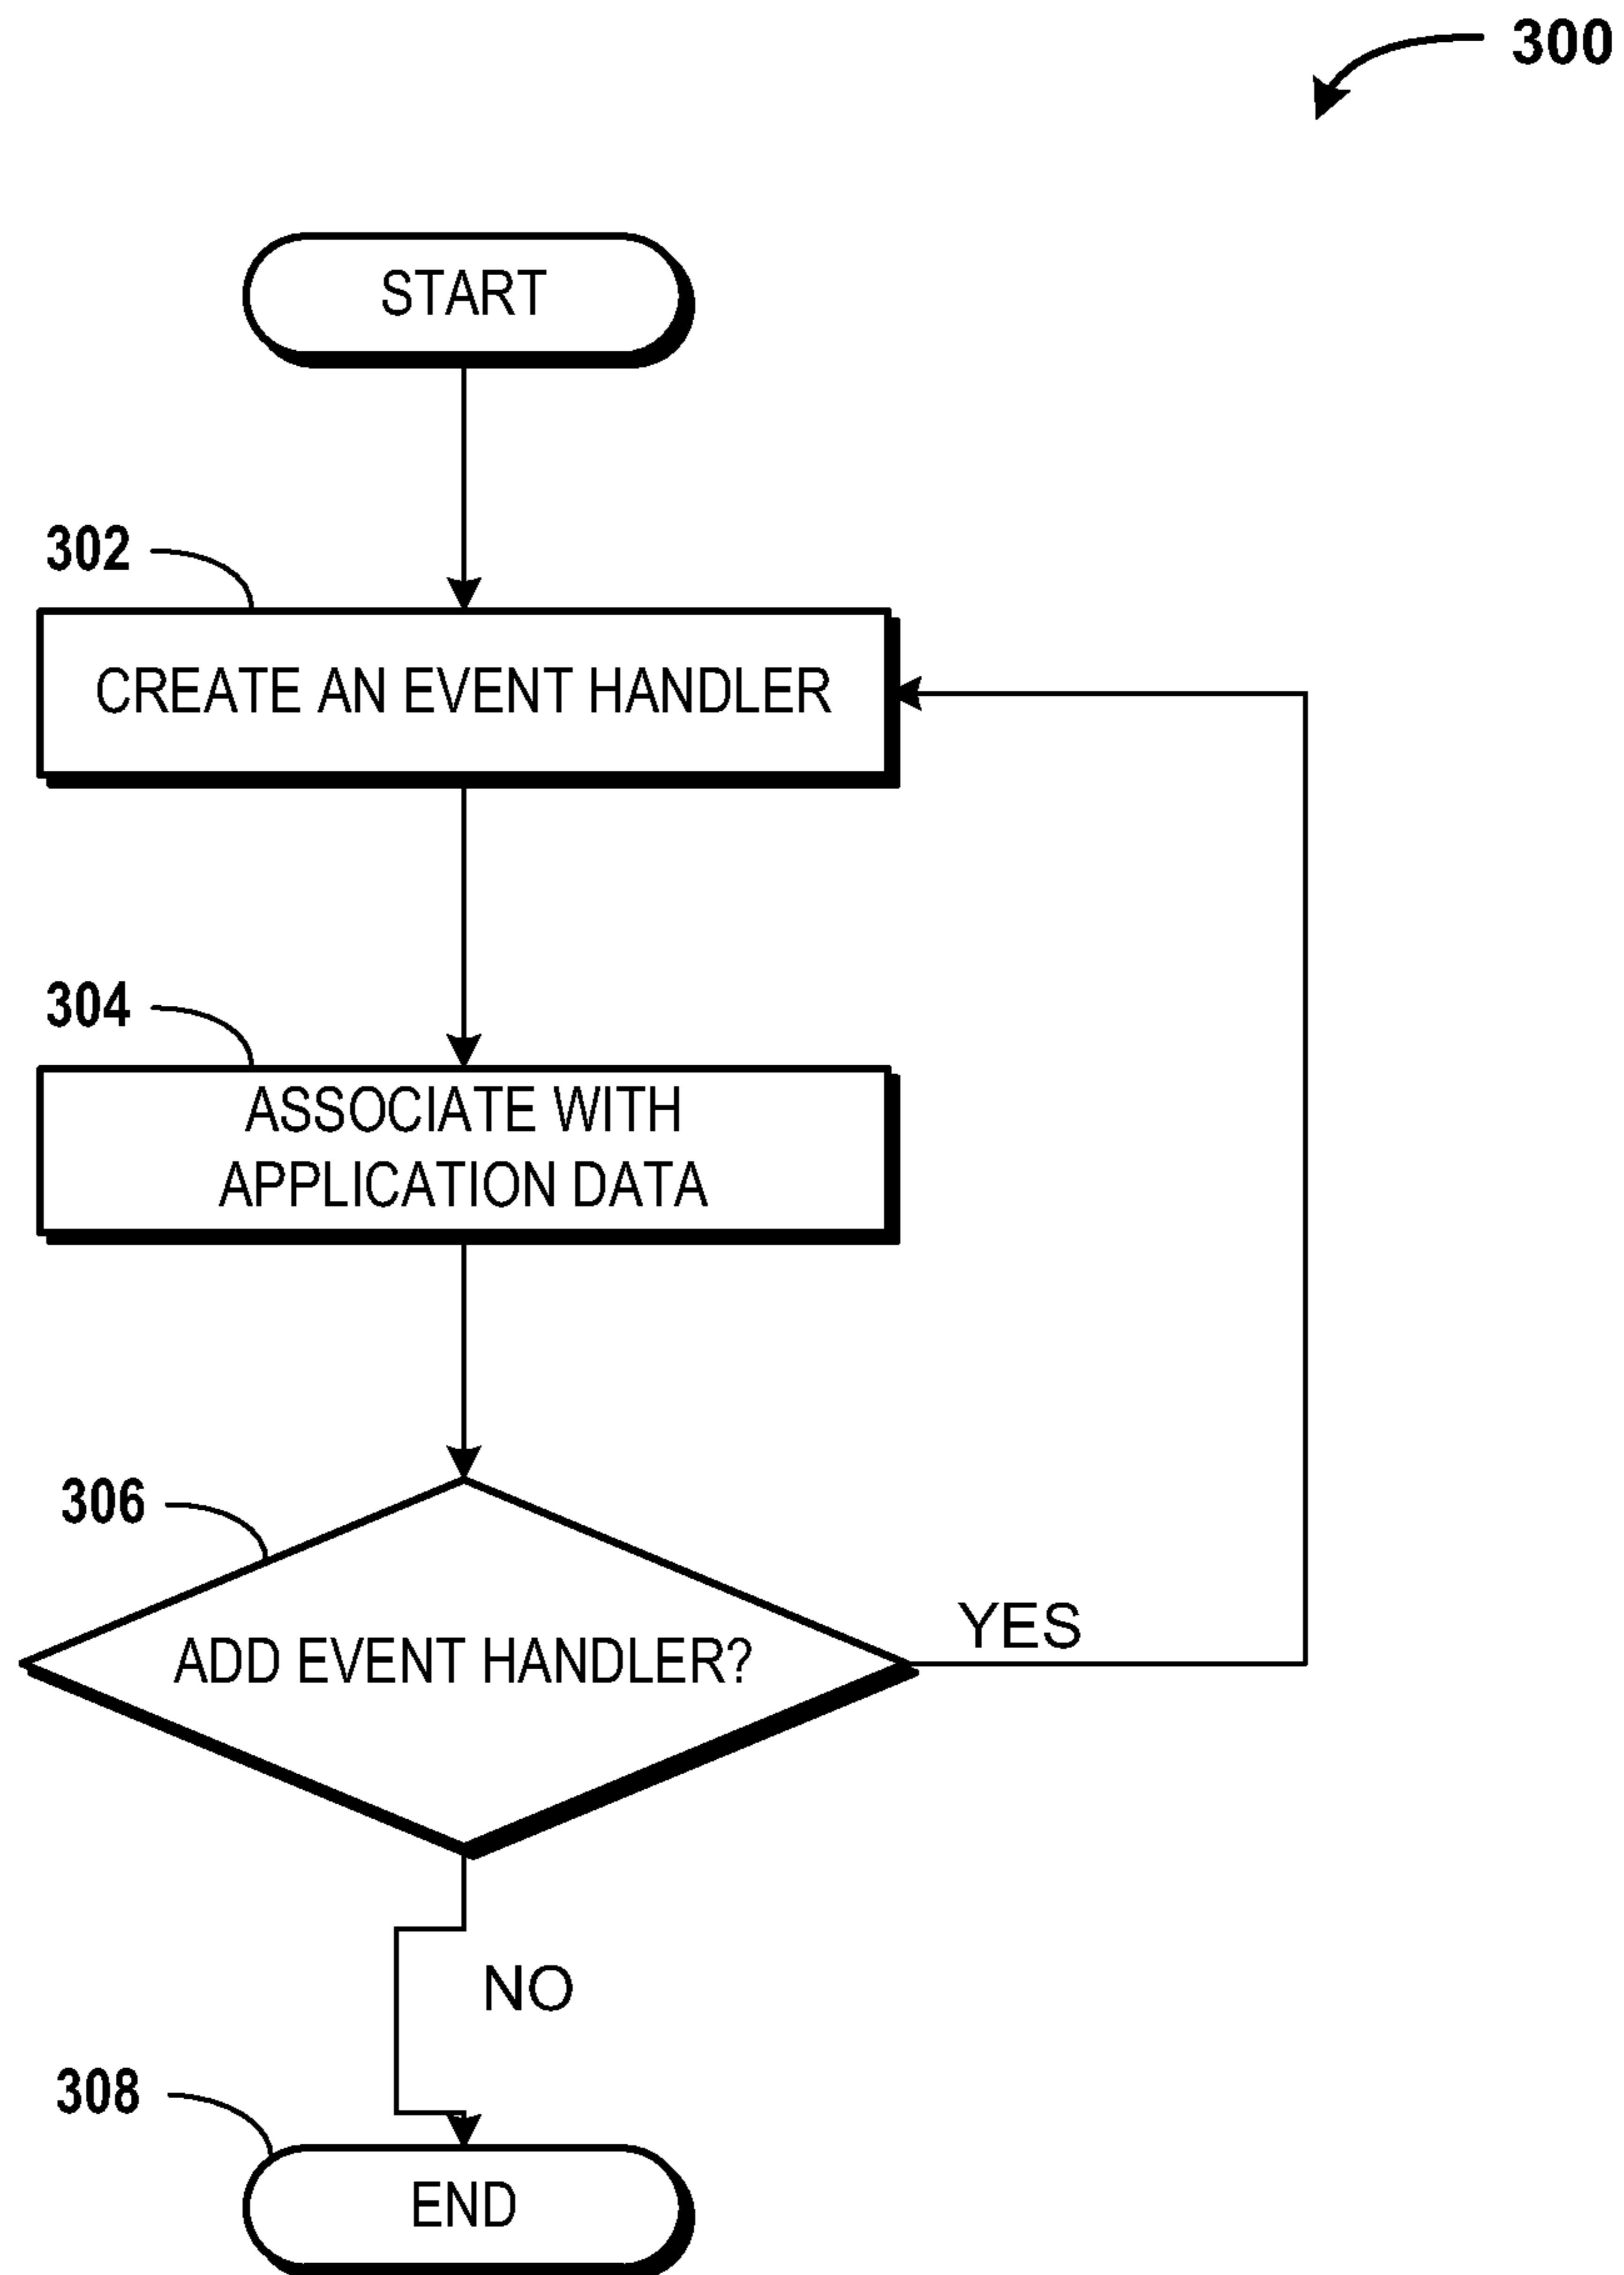 300
START
302
CREATE AN EVENT HANDLER
304
ASSOCIATE WITH
APPLICATION DATA
306
ADD EVENT HANDLER?
YES
NO
308
END